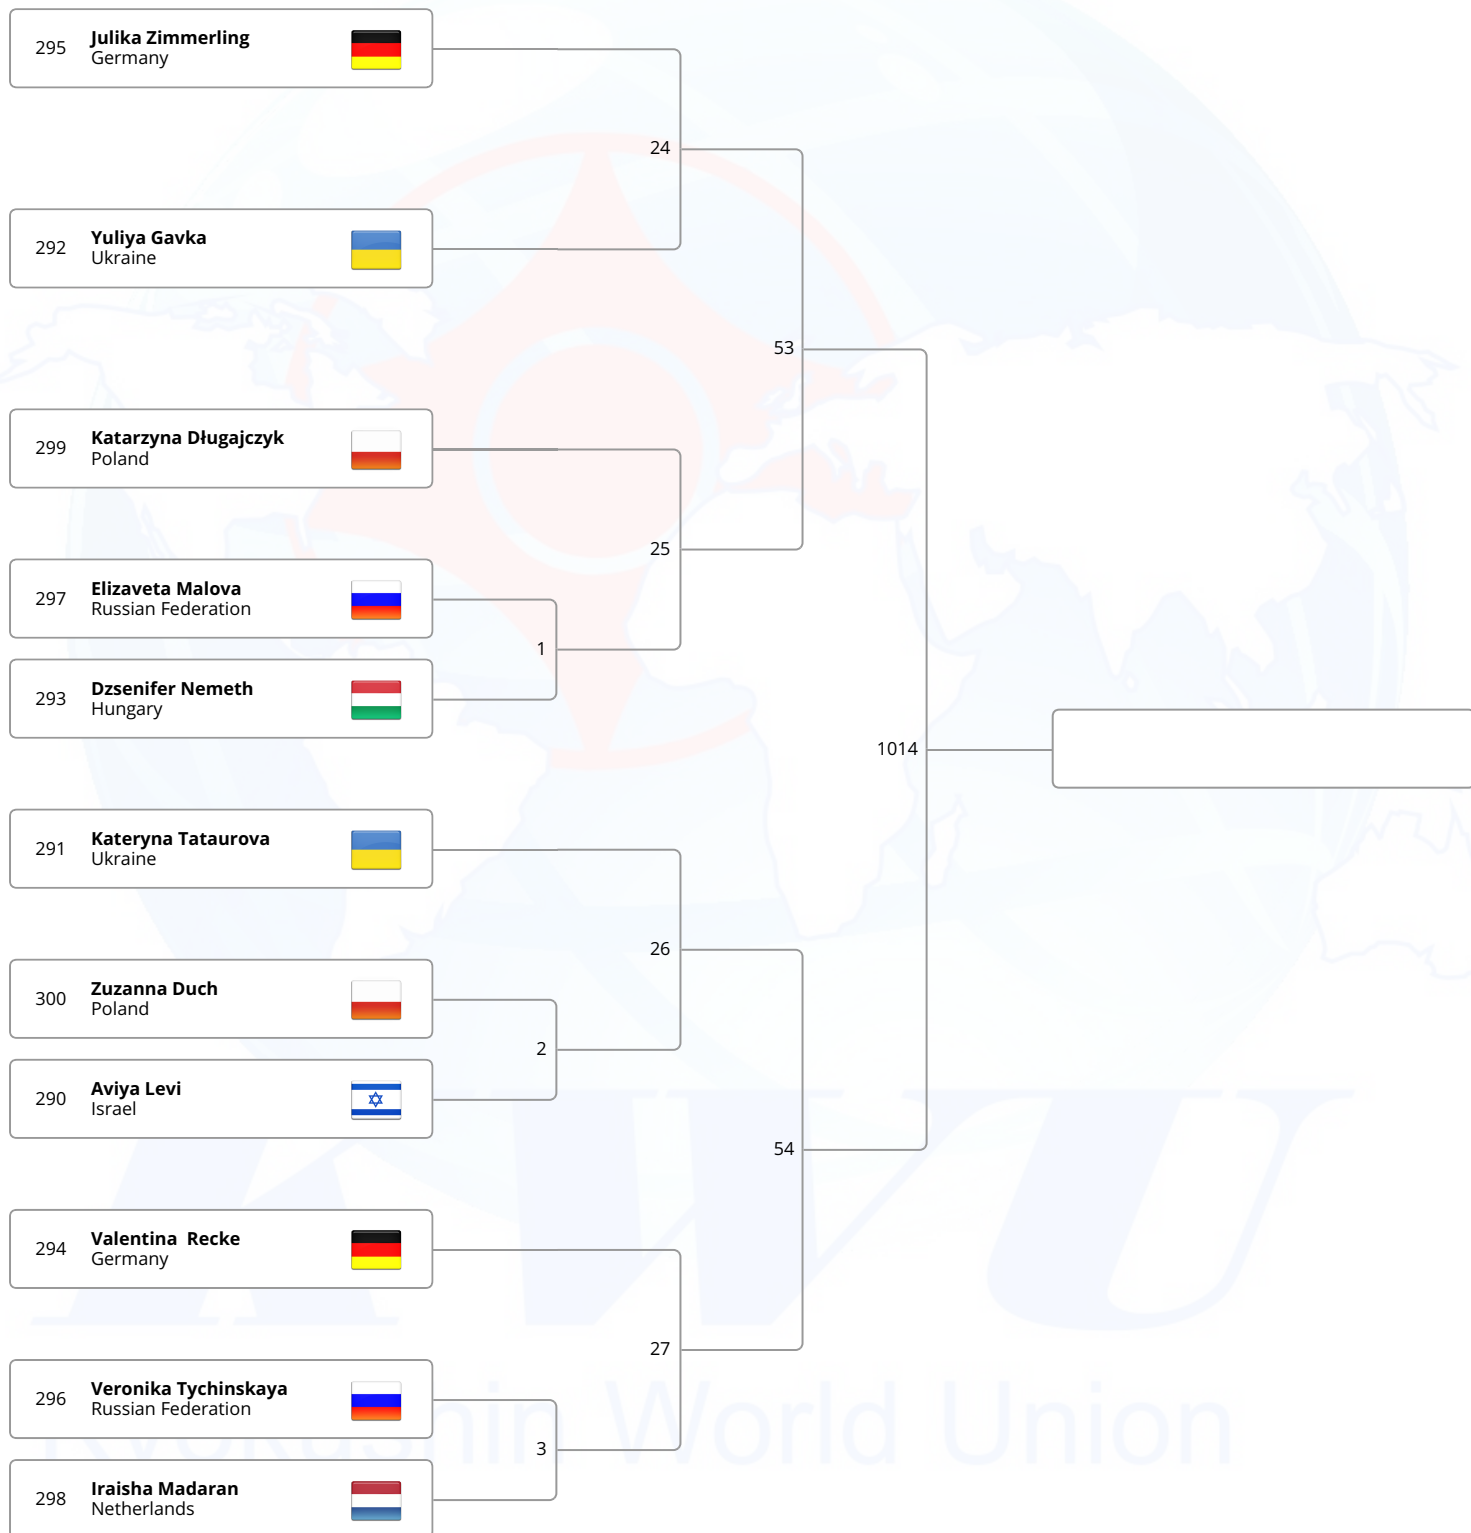 295
Julika Zimmerling
Germany
24
292
Yuliya Gavka
Ukraine
53
299
Katarzyna Długajczyk
Poland
25
297
Elizaveta Malova
Russian Federation
1
293
Dzsenifer Nemeth
Hungary
1014
291
Kateryna Tataurova
Ukraine
26
300
Zuzanna Duch
Poland
2
290
Aviya Levi
Israel
54
294
Valentina  Recke
Germany
27
296
Veronika Tychinskaya
Russian Federation
3
298
Iraisha Madaran
Netherlands
KWU
Kyokushin World Union